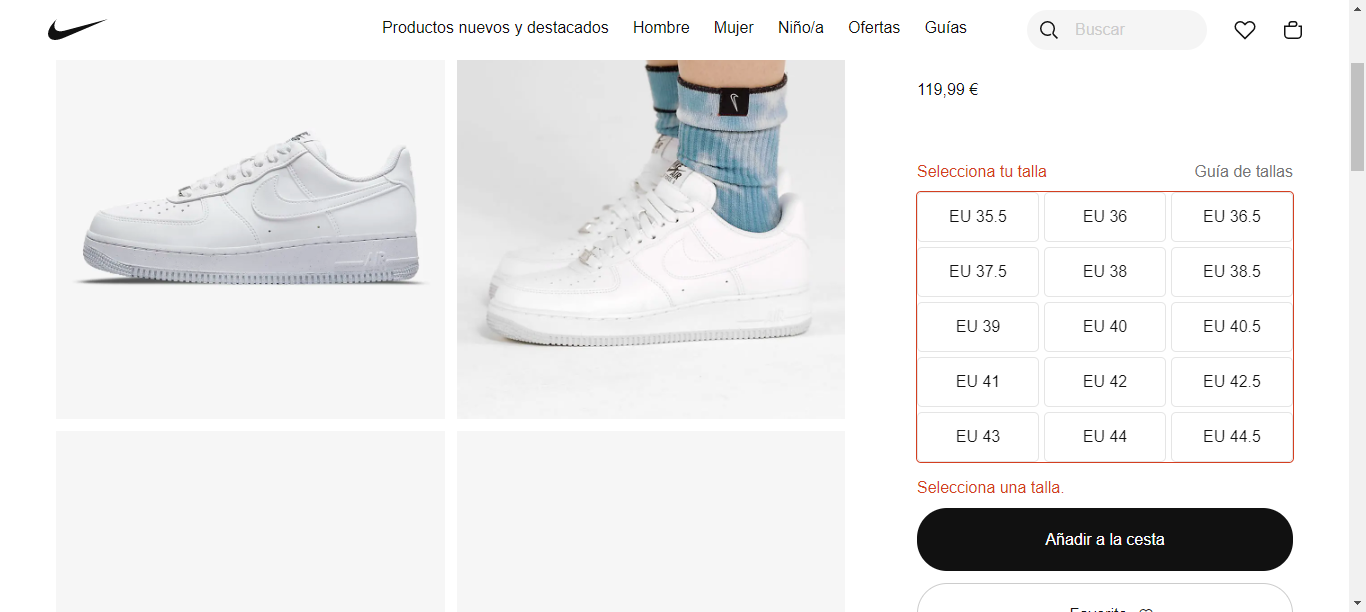 Productos nuevos y destacados Hombre Mujer Niño/a Ofertas Guías Buscar
119,99 €
Selecciona tu talla Guía de tallas
EU 35.5 EU 36 EU 36.5
EU 37.5 EU 38 EU 38.5
EU 39 EU 40 EU 40.5
EU 41 EU 42 EU 42.5
EU 43 EU 44 EU 44.5
Selecciona una talla.
Añadir a la cesta
Favorito